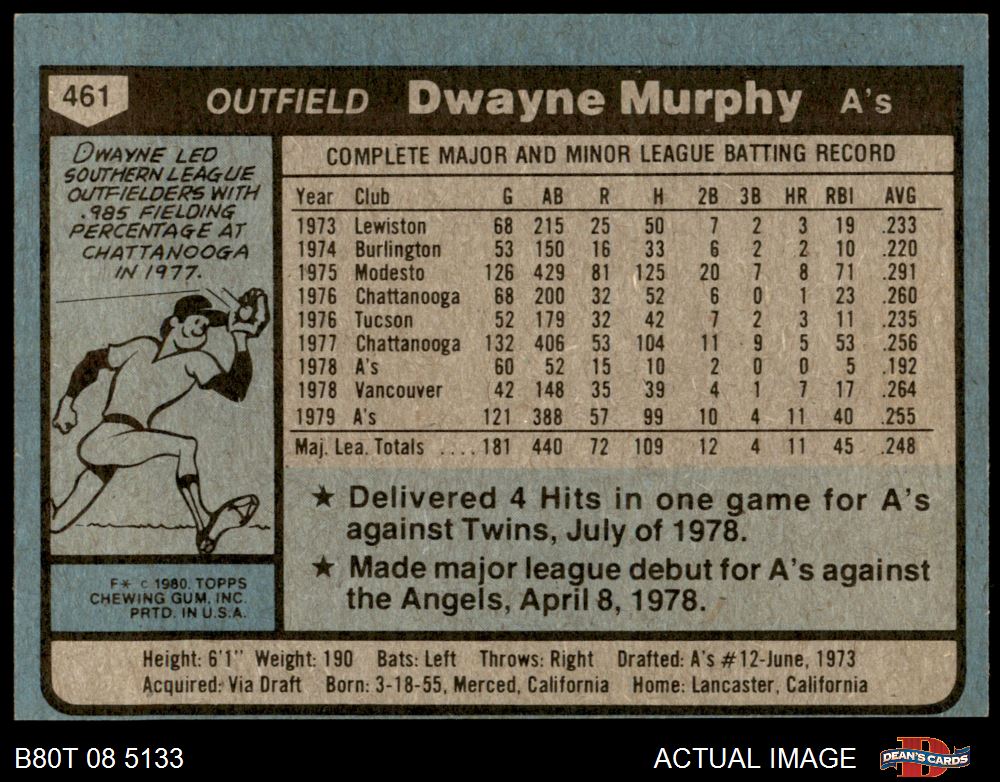 461 OUTFIELD Dwayne Murphy A's
DWAYNE LED
SOUTHERN LEAGUE
OUTFIELDERS WITH
.985 FIELDING
PERCENTAGE AT
CHATTANOOGA
IN 1977.
COMPLETE MAJOR AND MINOR LEAGUE BATTING RECORD
Year Club G AB R H 2B 3B HR RBI AVG
1973 Lewiston 68 215 25 50 7 2 3 19 .233
1974 Burlington 53 150 16 33 6 2 2 10 .220
1975 Modesto 126 429 81 125 20 7 8 71 .291
1976 Chattanooga 68 200 32 52 6 0 1 23 .260
1976 Tucson 52 179 32 42 7 2 3 11 .235
1977 Chattanooga 132 406 53 104 11 9 5 53 .256
1978 A's 60 52 15 10 2 0 0 5 .192
1978 Vancouver 42 148 35 39 4 1 7 17 .264
1979 A's 121 388 57 99 10 4 11 40 .255
Maj. Lea. Totals ....181 440 72 109 12 4 11 45 .248
★ Delivered 4 Hits in one game for A's
against Twins, July of 1978.
★ Made major league debut for A's against
the Angels, April 8, 1978.
F* © 1980. TOPPS
CHEWING GUM, INC.
PRTD. IN U.S.A.
Height: 6'1" Weight: 190 Bats: Left Throws: Right Drafted: A's #12-June, 1973
Acquired: Via Draft Born: 3-18-55, Merced, California Home: Lancaster, California
B80T 08 5133 ACTUAL IMAGE DEAN'S CARDS